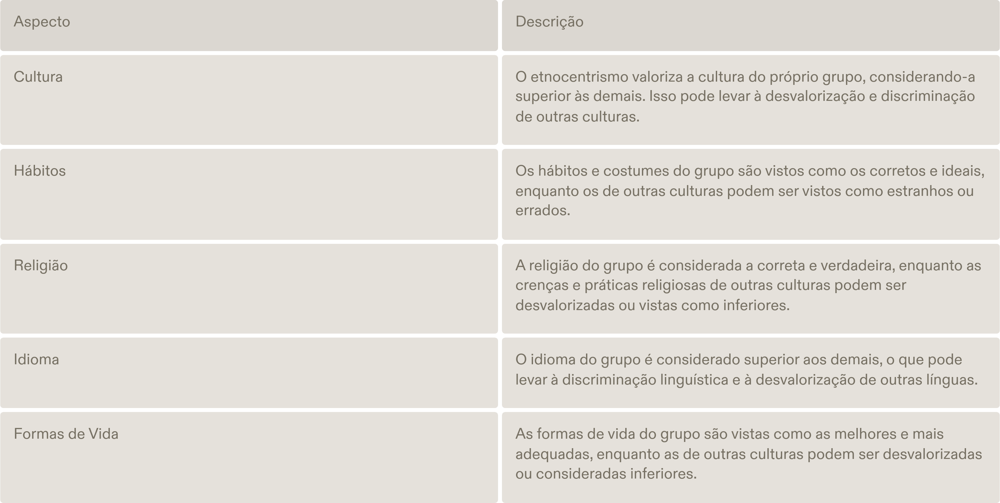 Aspecto
Descrição
Cultura
O etnocentrismo valoriza a cultura do próprio grupo, considerando-a
superior às demais. Isso pode levar à desvalorização e discriminação
de outras culturas.
Hábitos
Os hábitos e costumes do grupo são vistos como os corretos e ideais,
enquanto os de outras culturas podem ser vistos como estranhos ou
errados.
Religião
A religião do grupo é considerada a correta e verdadeira, enquanto as
crenças e práticas religiosas de outras culturas podem ser
desvalorizadas ou vistas como inferiores.
Idioma
O idioma do grupo é considerado superior aos demais, o que pode
levar à discriminação linguística e à desvalorização de outras línguas.
Formas de Vida
As formas de vida do grupo são vistas como as melhores e mais
adequadas, enquanto as de outras culturas podem ser desvalorizadas
ou consideradas inferiores.